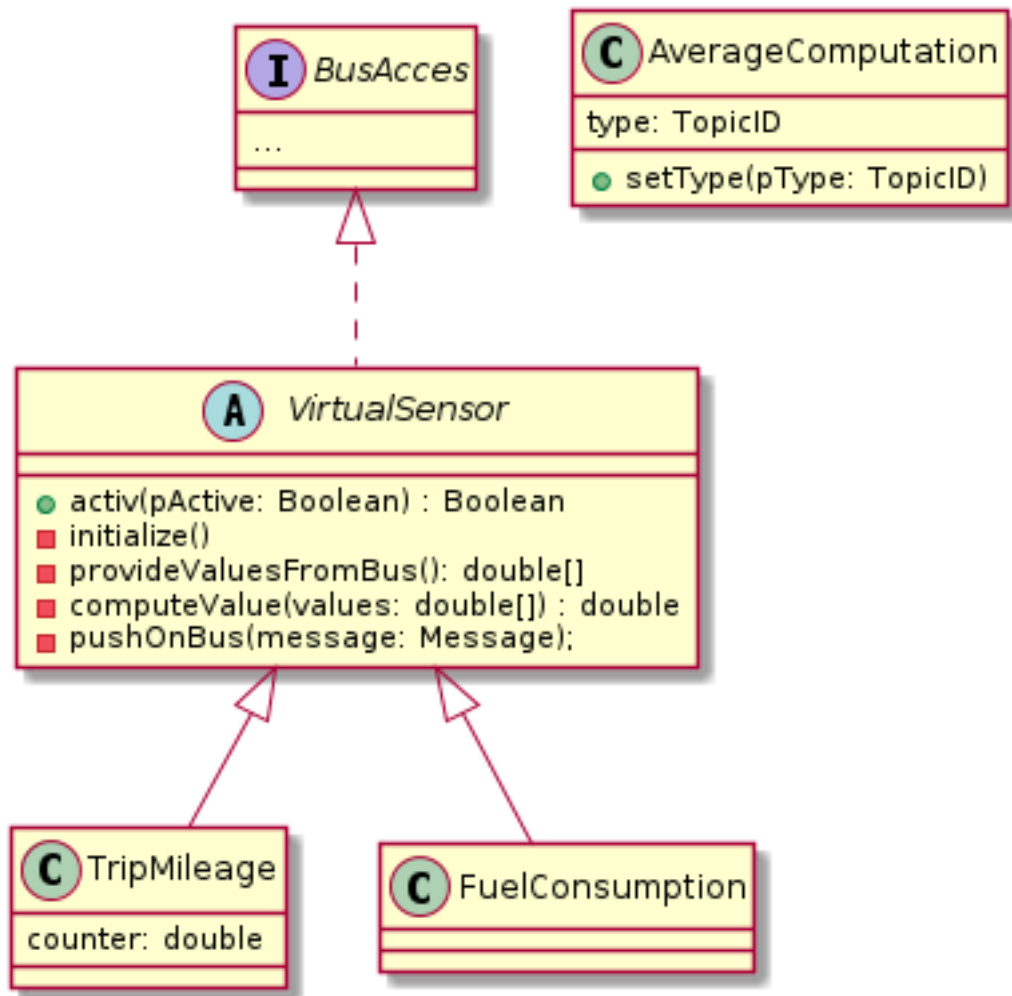 I BusAcces
...
C AverageComputation
type: TopicID
setType(pType: TopicID)
A VirtualSensor
activ(pActive: Boolean) : Boolean
initialize()
provideValuesFromBus(): double[]
computeValue(values: double[]) : double
pushOnBus(message: Message);
C TripMileage
counter: double
C FuelConsumption